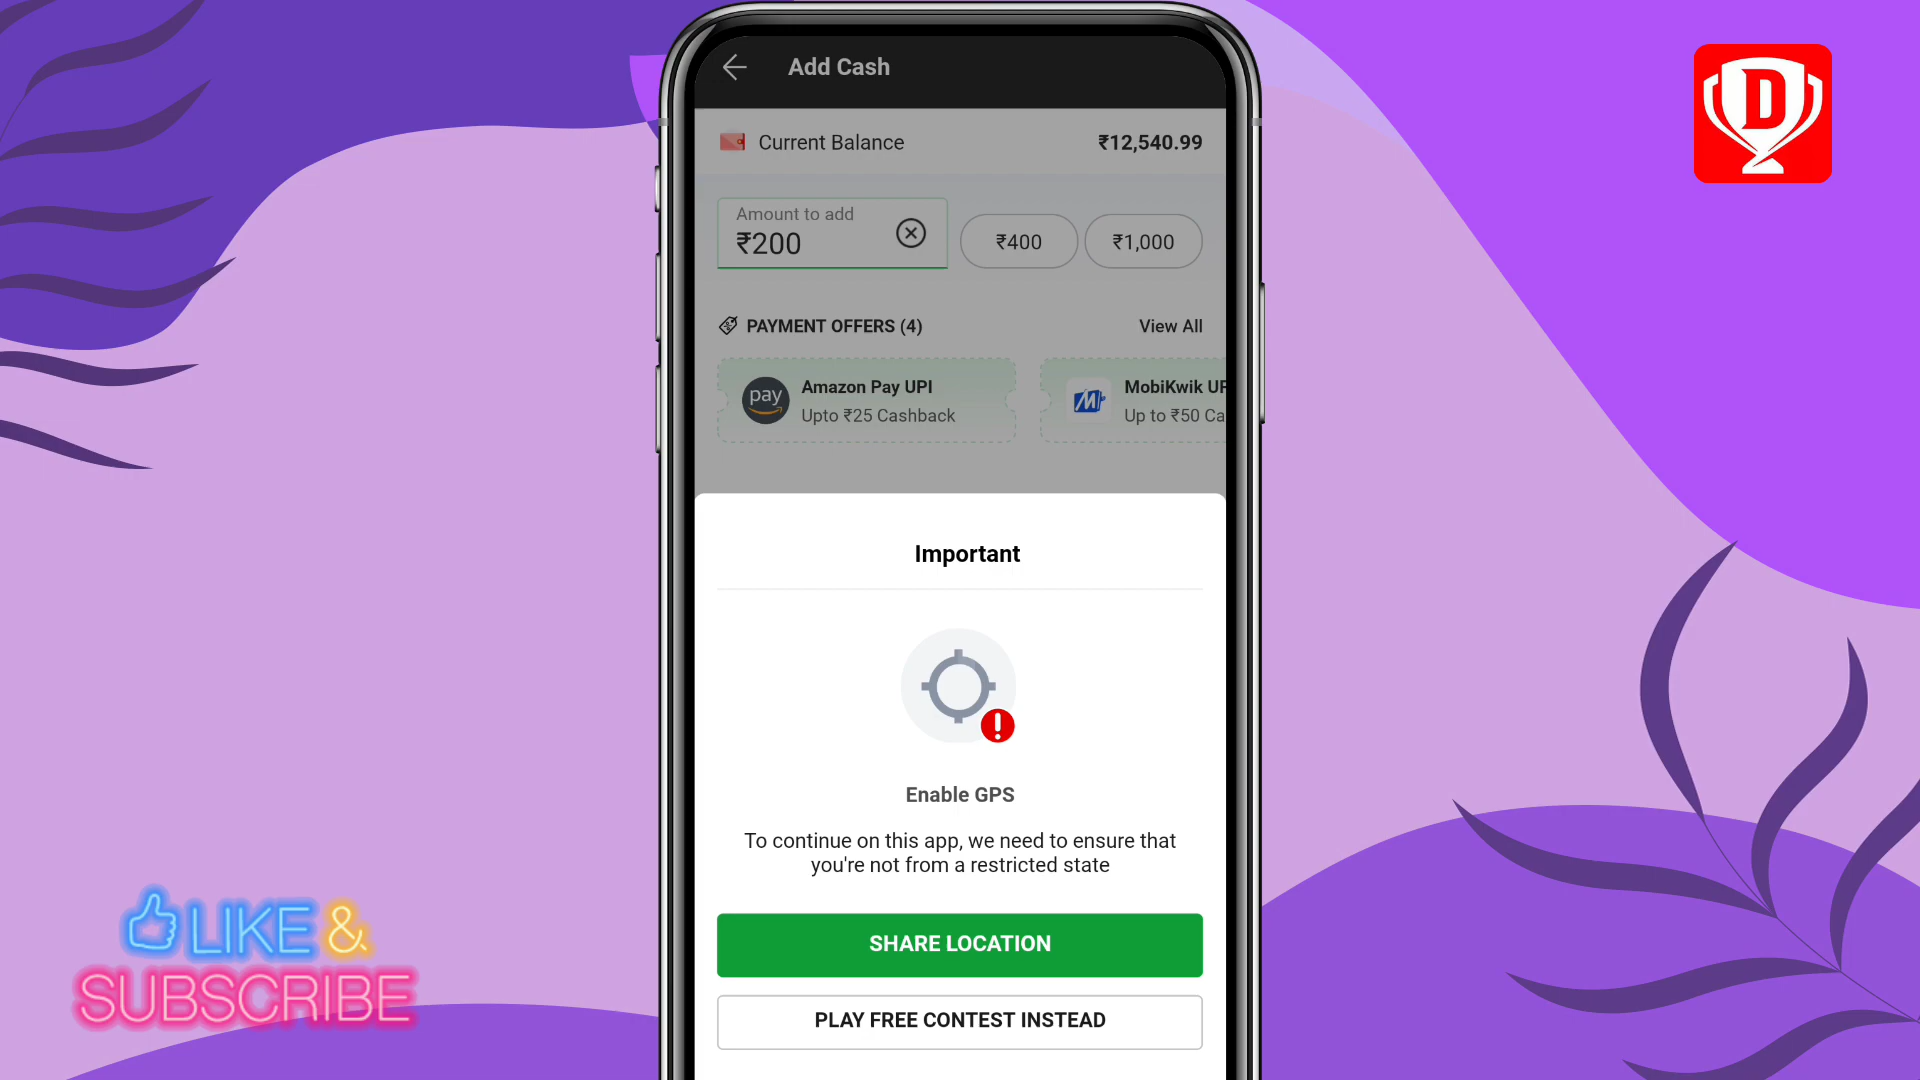 Add Cash
Current Balance
₹12,540.99
Amount to add
₹200
₹400
₹1,000
PAYMENT OFFERS (4)
View All
pay
Amazon Pay UPI
Upto ₹25 Cashback
MobiKwik UP
Up to ₹50 Ca
Important
Enable GPS
To continue on this app, we need to ensure that
you're not from a restricted state
SHARE LOCATION
PLAY FREE CONTEST INSTEAD
D
LIKE &
SUBSCRIBE